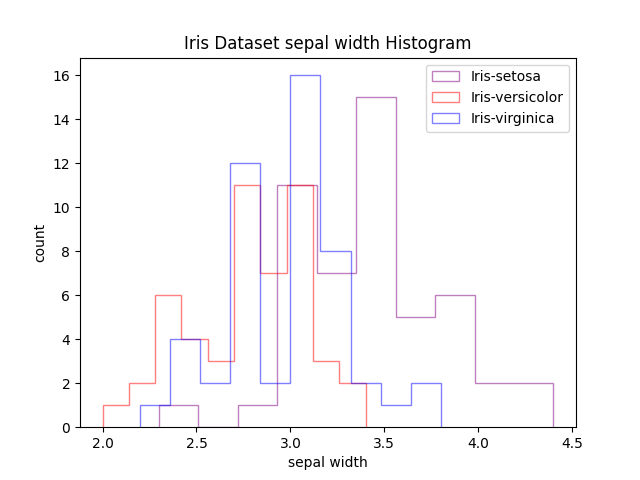 Iris Dataset sepal width Histogram
Iris-setosa
Iris-versicolor
Iris-virginica
count
16
14
12
10
8
6
4
2
0
2.0 2.5 3.0 3.5 4.0 4.5
sepal width